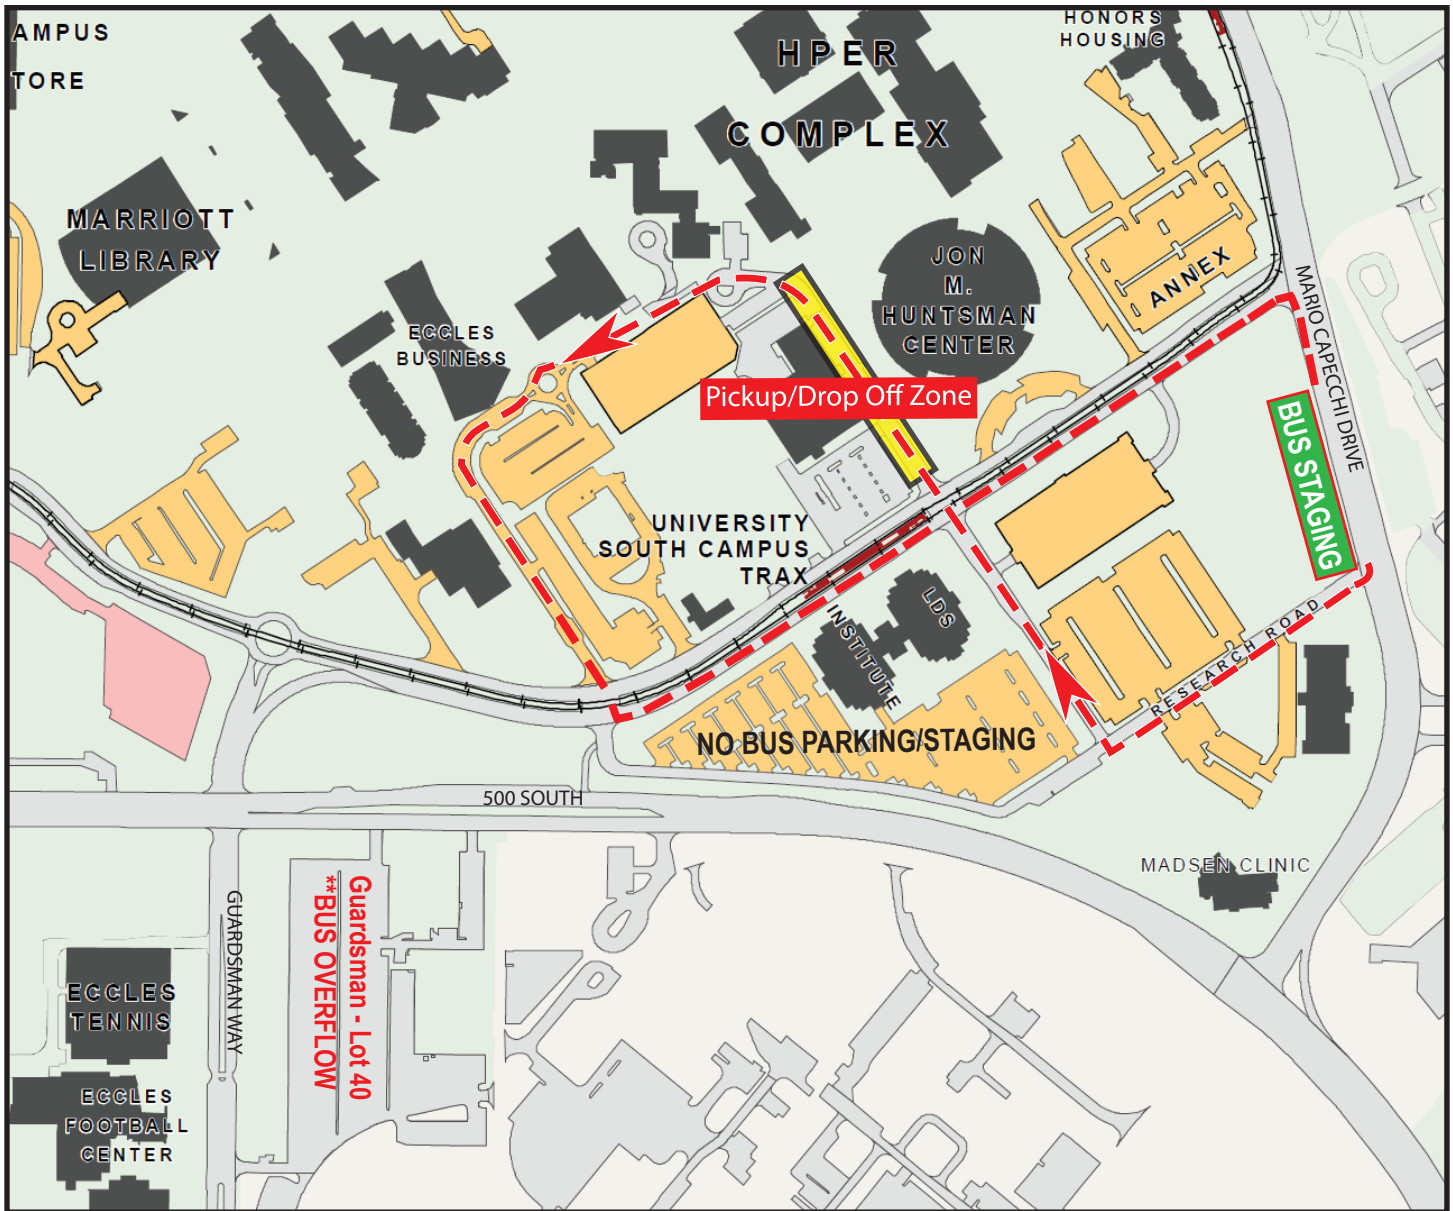 AMPUS
TORE
HONORS
HOUSING
HPER
COMPLEX
MARRIOTT
LIBRARY
JON
M.
HUNTSMAN
CENTER
ANNEX
MARIO CAPECCHI DRIVE
ECCLES
BUSINESS
Pickup/Drop Off Zone
BUS STAGING
UNIVERSITY
SOUTH CAMPUS
TRAX
LDS
INSTITUTE
RESEARCH ROAD
NO BUS PARKING/STAGING
500 SOUTH
MADSEN CLINIC
GUARDSMAN WAY
Guardsman - Lot 40
**BUS OVERFLOW
ECCLES
TENNIS
ECCLES
FOOTBALL
CENTER